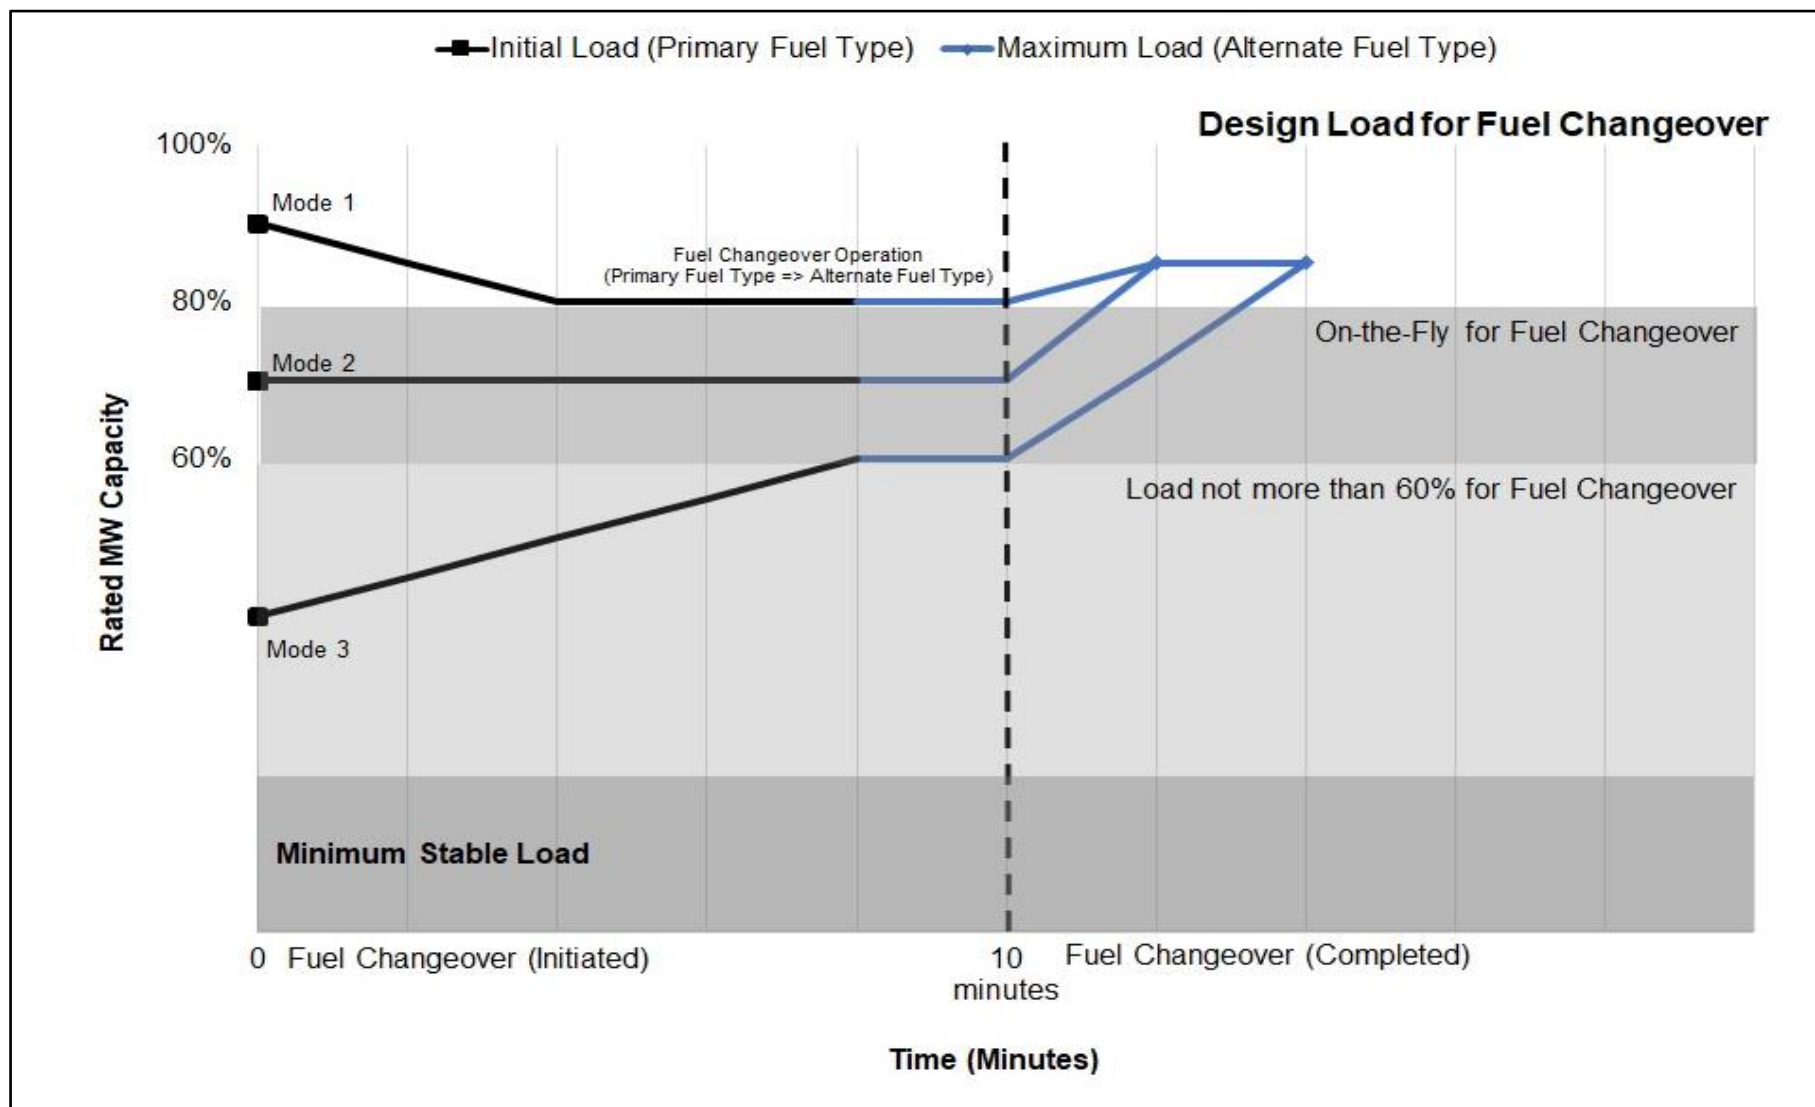 Initial Load (Primary Fuel Type) Maximum Load (Alternate Fuel Type)
Design Load for Fuel Changeover
100%
Mode 1
Fuel Changeover Operation
(Primary Fuel Type => Alternate Fuel Type)
80%
On-the-Fly for Fuel Changeover
Mode 2
60%
Load not more than 60% for Fuel Changeover
Rated MW Capacity
Mode 3
Minimum Stable Load
0 Fuel Changeover (Initiated) 10 Fuel Changeover (Completed)
minutes
Time (Minutes)